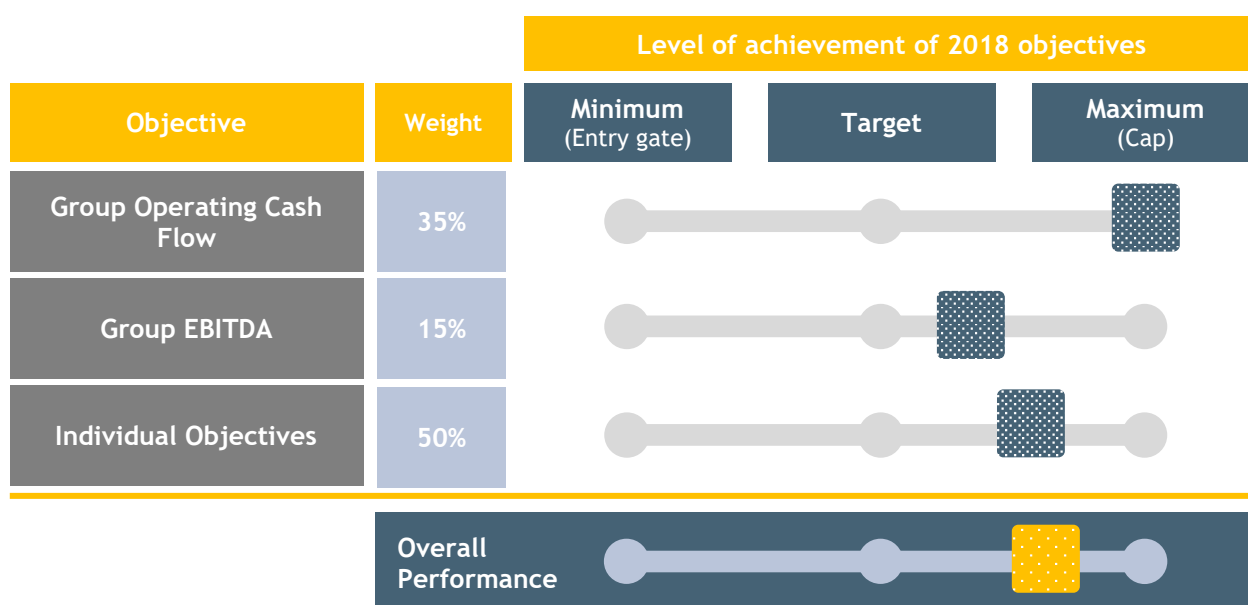 Level of achievement of 2018 objectives
Objective
Weight
Minimum
(Entry gate)
Target
Maximum
(Cap)
Group Operating Cash
Flow
35%
Group EBITDA
15%
Individual Objectives
50%
Overall
Performance